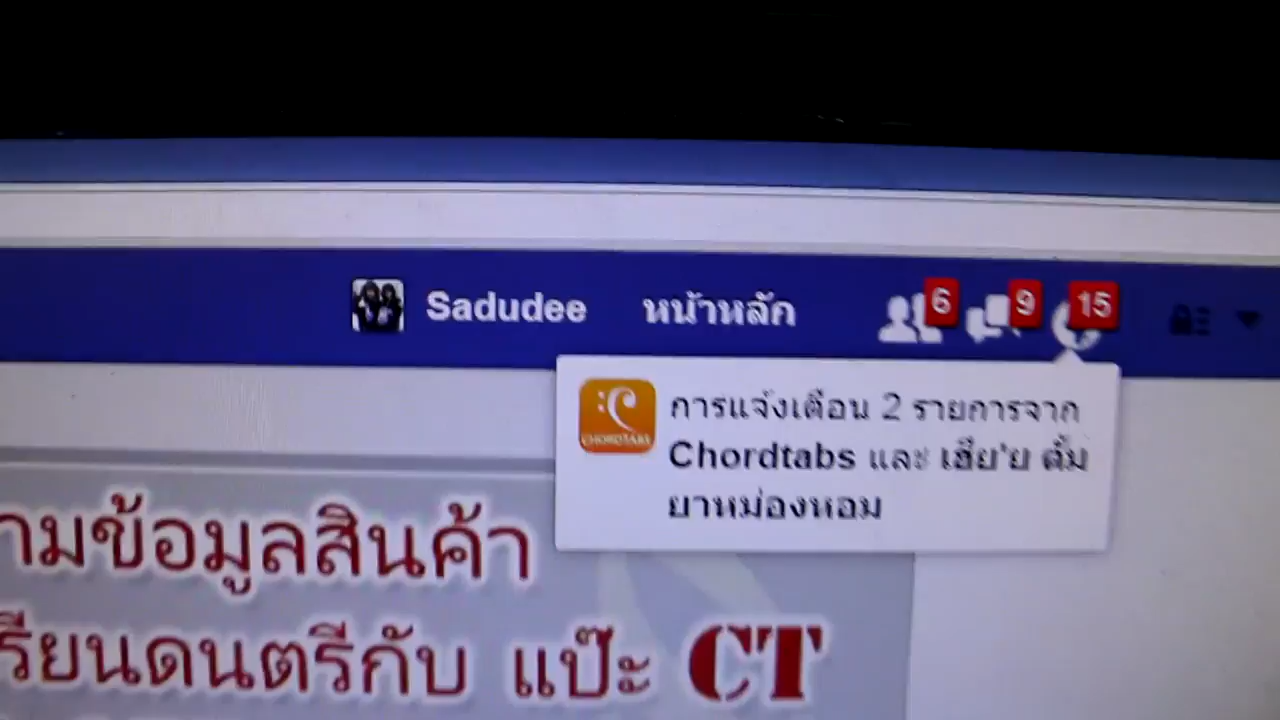 Sadudee หน้าหลัก 6 9 15
CHORDTABS
การแจ้งเตือน 2 รายการจาก
Chordtabs และ เฮีย'ย ตั้ม
ยาหม่องหอม
ามข้อมูลสินค้า
รียนดนตรีกับ แป๊ะ CT